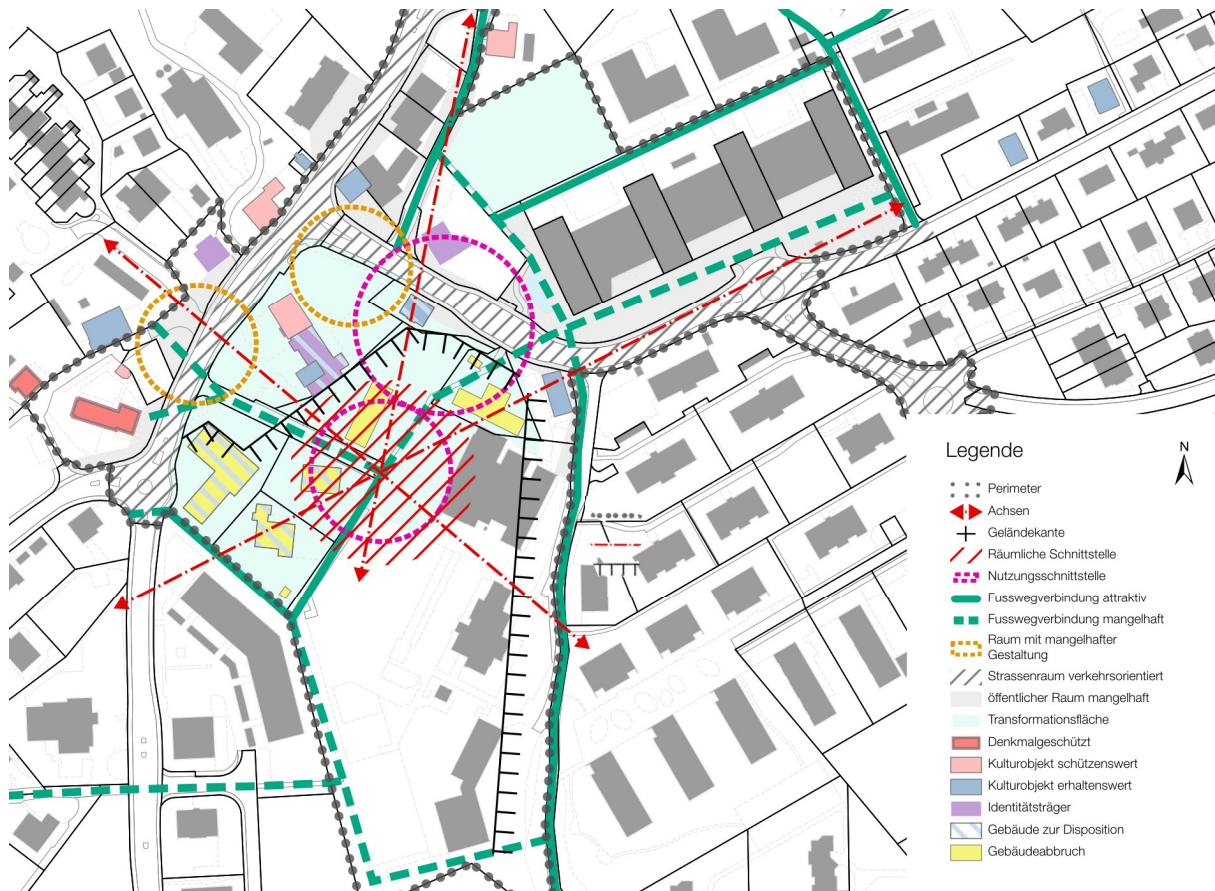 Legende
N
Perimeter
Achsen
Geländekante
Räumliche Schnittstelle
Nutzungsschnittstelle
Fusswegverbindung attraktiv
Fusswegverbindung mangelhaft
Raum mit mangelhafter
Gestaltung
Strassenraum verkehrsorientiert
öffentlicher Raum mangelhaft
Transformationsfläche
Denkmalgeschützt
Kulturobjekt schützenswert
Kulturobjekt erhaltenswert
Identitätsträger
Gebäude zur Disposition
Gebäudeabbruch